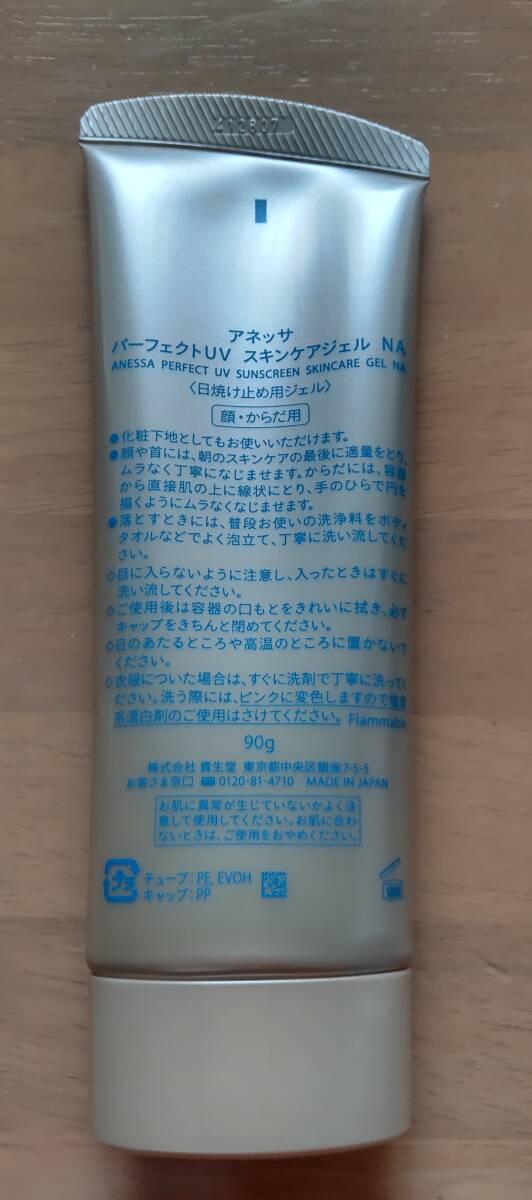 アネッサ
パーフェクトUV スキンケアジェル NA
ANESSA PERFECT UV SUNSCREEN SKINCARE GEL NA
〈日焼け止め用ジェル〉
顔・からだ用
●化粧下地としてもお使いいただけます。
●顔や首には、朝のスキンケアの最後に適量をとり、
ムラなく丁寧になじませます。からだには、容器
から直接肌の上に線状にとり、手のひらで円を
描くようにムラなくなじませます。
●落とすときには、普段お使いの洗浄料をボディ
タオルなどでよく泡立て、丁寧に洗い流してくだ
さい。
◇目に入らないように注意し、入ったときはすぐに
洗い流してください。
◇ご使用後は容器の口もとをきれいに拭き、必ず
キャップをきちんと閉めてください。
◇日のあたるところや高温のところに置かないで
ください。
◇衣服についた場合は、すぐに洗剤で丁寧に洗ってく
ださい。洗う際には、ピンクに変色しますので塩素
系漂白剤のご使用はさけてください。 Flammable
90g
株式会社 資生堂 東京都中央区銀座7-5-5
お客さま窓口 0120-81-4710 MADE IN JAPAN
お肌に異常が生じていないかよく注
意して使用してください。お肌に合わ
ないときは、ご使用をおやめください。
プラ
チューブ：PE, EVOH
キャップ：PP